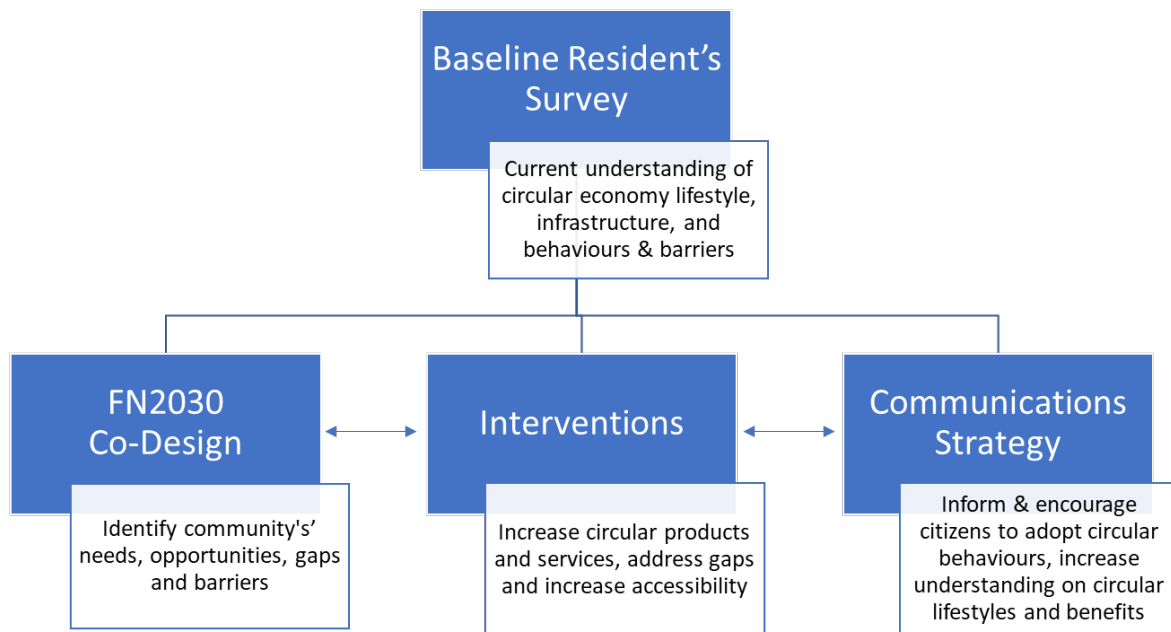 Baseline Resident's
Survey
Current understanding of
circular economy lifestyle,
infrastructure, and
behaviours & barriers
FN2030
Co-Design
Identify community's'
needs, opportunities, gaps
and barriers
Interventions
Increase circular products
and services, address gaps
and increase accessibility
Communications
Strategy
Inform & encourage
citizens to adopt circular
behaviours, increase
understanding on circular
lifestyles and benefits